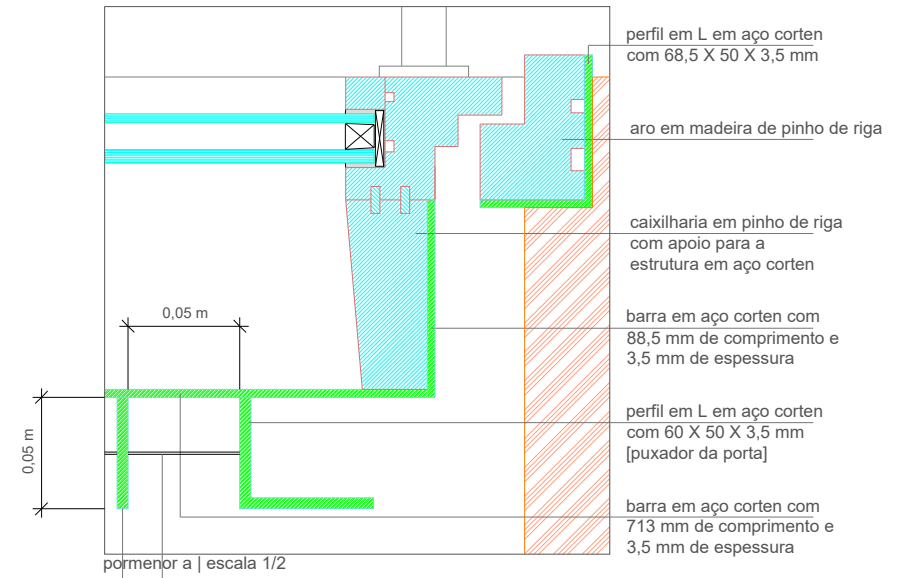 perfil em L em aço corten
com 68,5 X 50 X 3,5 mm
aro em madeira de pinho de riga
caixilharia em pinho de riga
com apoio para a
estrutura em aço corten
0,05 m
barra em aço corten com
88,5 mm de comprimento e
3,5 mm de espessura
perfil em L em aço corten
com 60 X 50 X 3,5 mm
[puxador da porta]
0,05 m
barra em aço corten com
713 mm de comprimento e
3,5 mm de espessura
pormenor a | escala 1/2